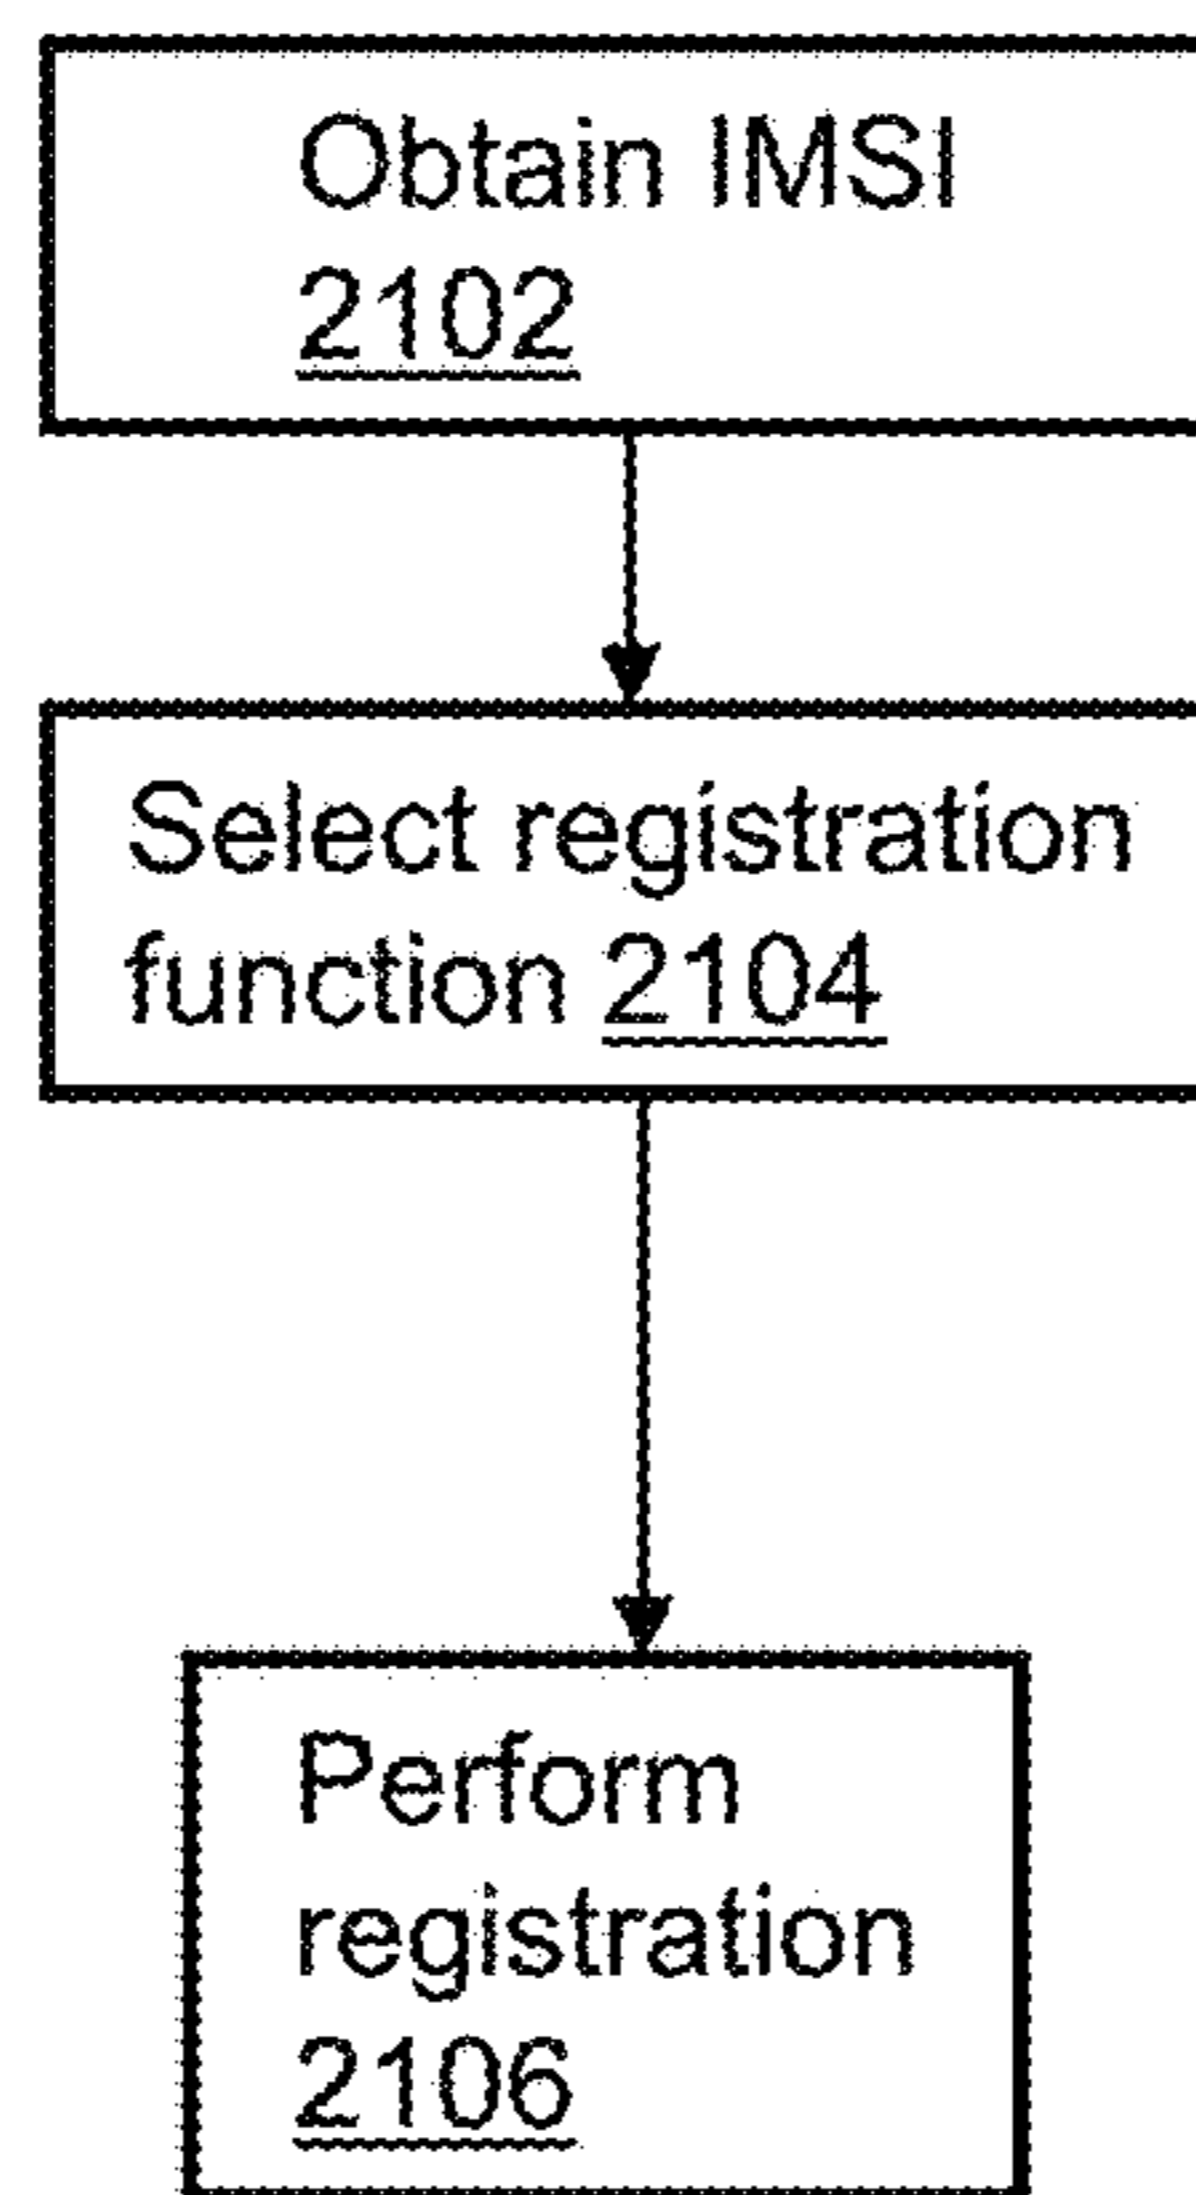 Obtain IMSI
2102
Select registration
function 2104
Perform
registration
2106